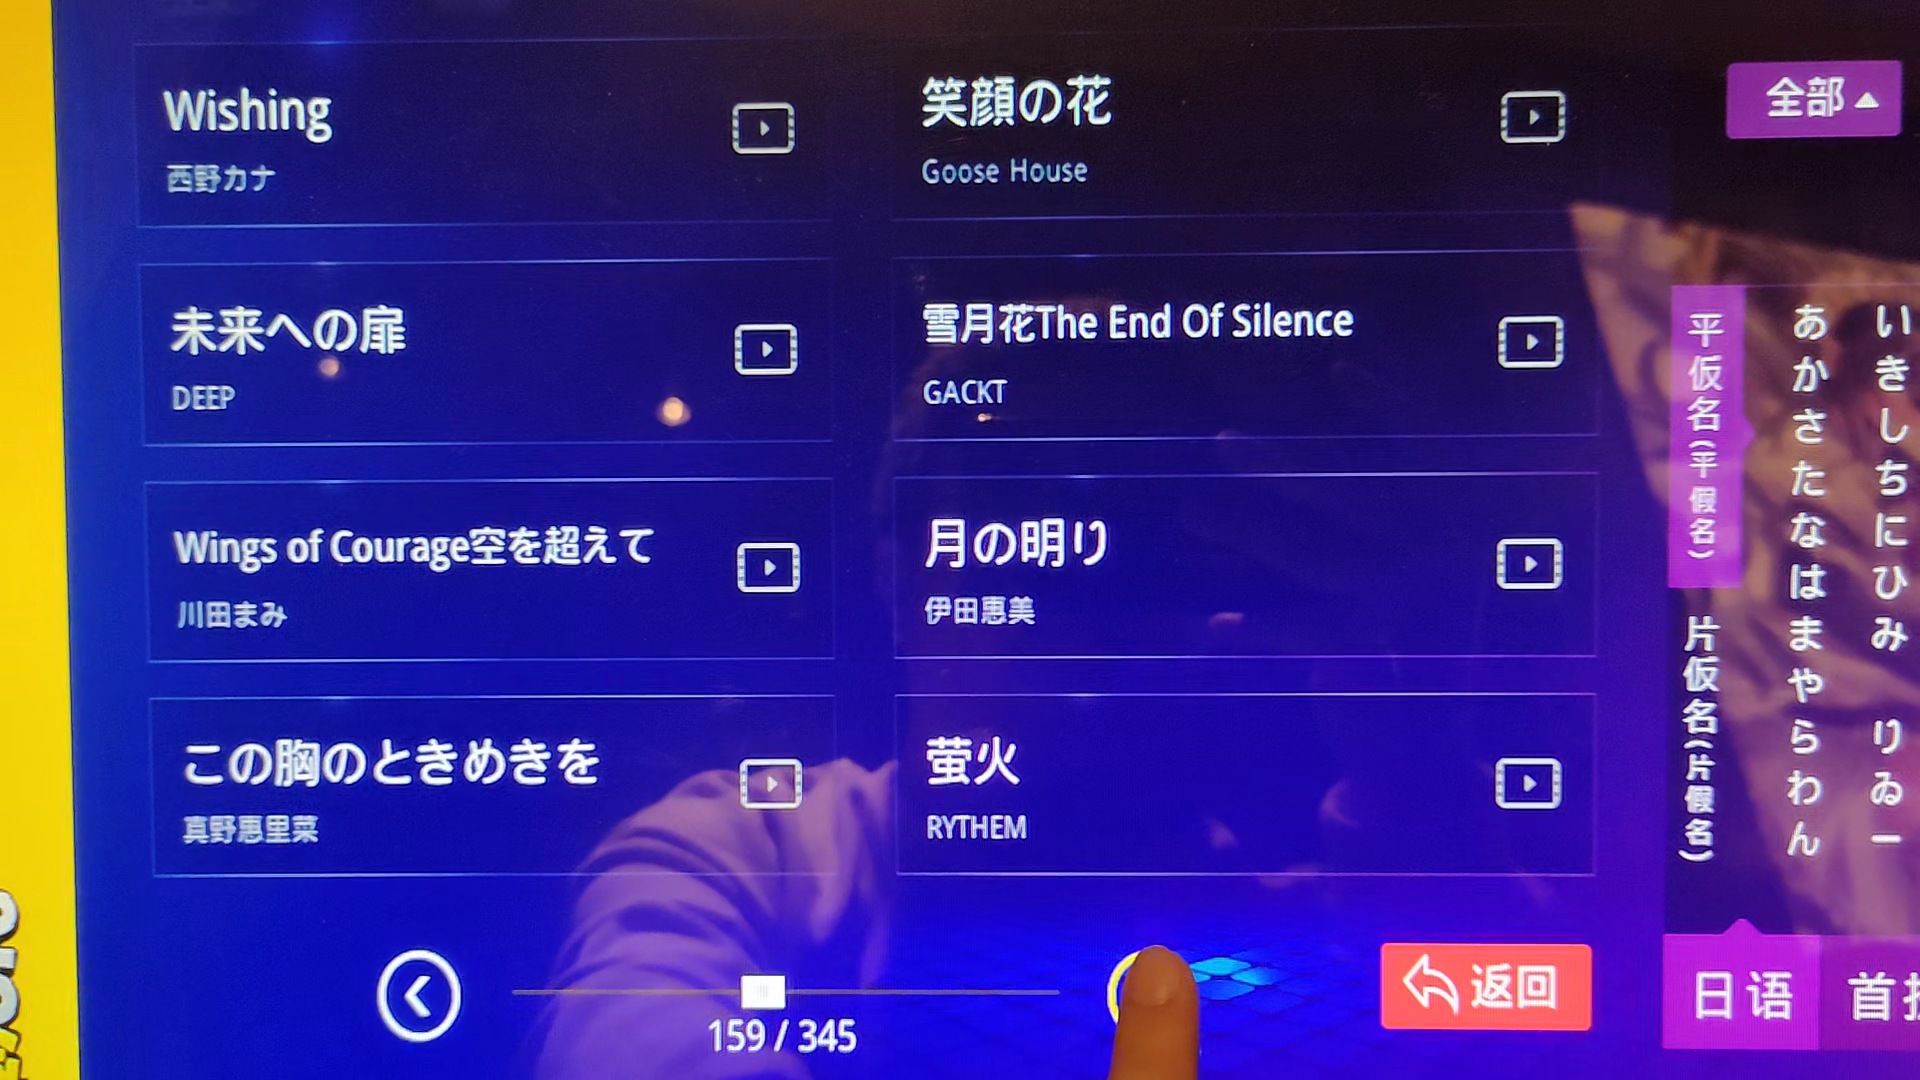 Wishing
西野カナ
笑顔の花
Goose House
未来への扉
DEEP
雪月花The End Of Silence
GACKT
Wings of Courage空を超えて
川田まみ
月の明り
伊田惠美
この胸のときめきを
真野惠里菜
萤火
RYTHEM
159 / 345
返回
全部
平仮名(平假名)
片仮名(片假名)
あ い
か き
さ し
た ち
な に
は ひ
ま み
や
ら り
わ ゐ
ん ー
日语
首